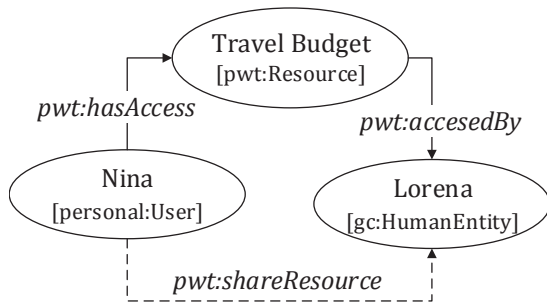 Travel Budget
[pwt:Resource]
pwt:hasAccess
pwt:accesedBy
Nina
[personal:User]
Lorena
[gc:HumanEntity]
pwt:shareResource